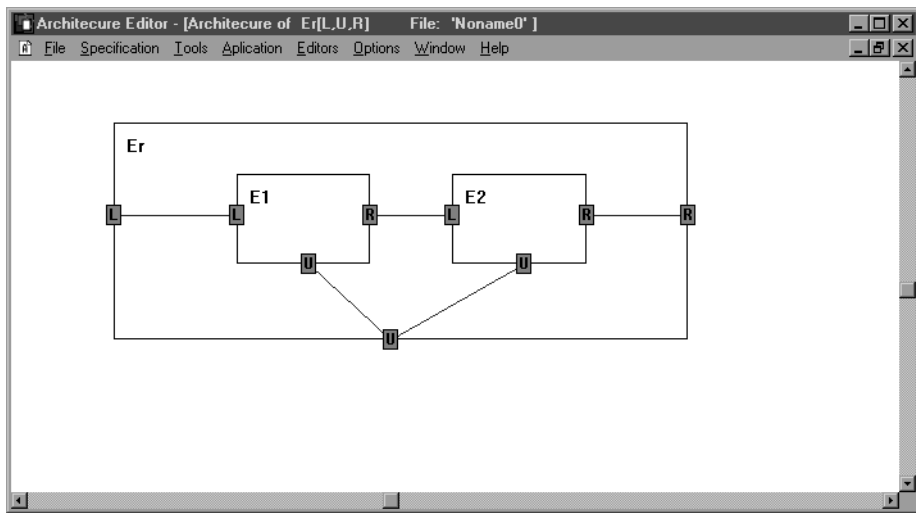 Architecure Editor - [Architecure of Er[L,U,R] File: 'Noname0' ]
File Specification Tools Aplication Editors Options Window Help
Er
E1
E2
L L R L R R
U U
U